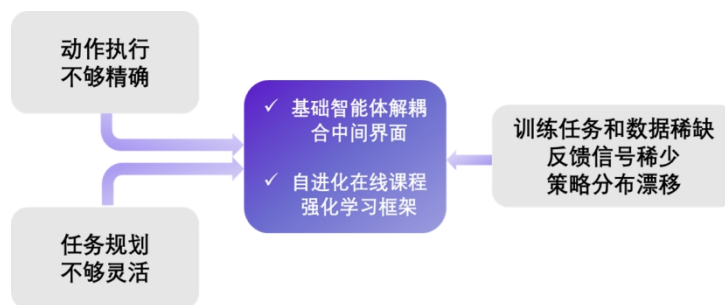 动作执行
不够精确
任务规划
不够灵活
✓ 基础智能体解耦
合中间界面
✓ 自进化在线课程
强化学习框架
训练任务和数据稀缺
反馈信号稀少
策略分布漂移